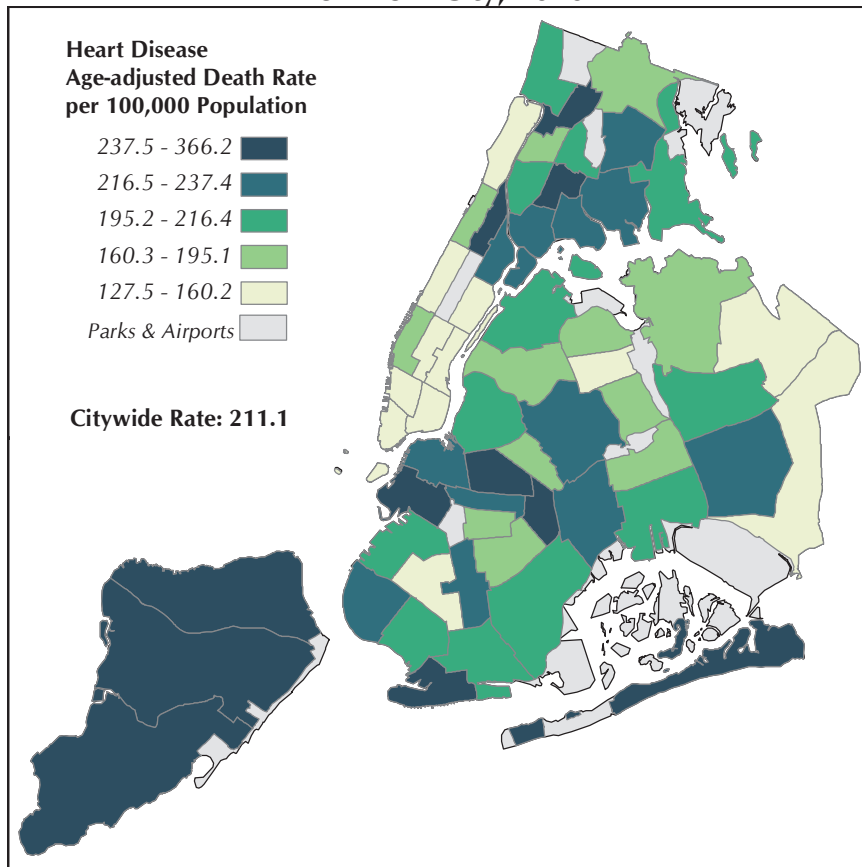 Heart Disease
Age-adjusted Death Rate
per 100,000 Population
237.5 - 366.2
216.5 - 237.4
195.2 - 216.4
160.3 - 195.1
127.5 - 160.2
Parks & Airports
Citywide Rate: 211.1